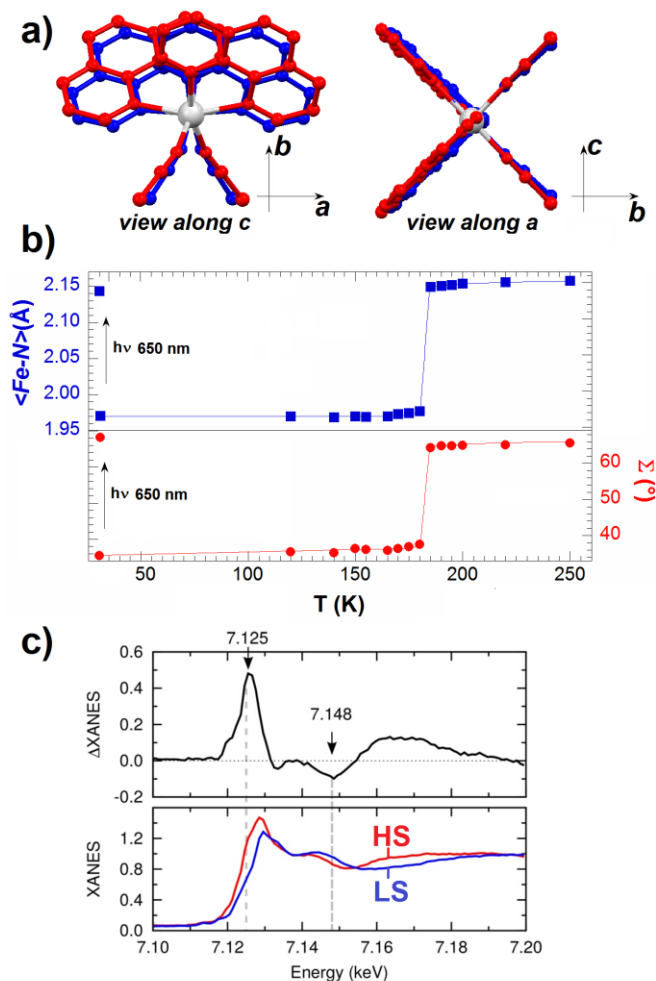 a)
b
a
view along c
c
b
view along a
b)
2.15
2.10
2.05
2.00
1.95
<Fe-N>(Å)
hν 650 nm
hν 650 nm
60
50
40
Σ (°)
50
100
150
200
250
T (K)
c)
7.125
7.148
0.6
0.4
0.2
0.0
-0.2
ΔXANES
1.2
0.8
0.4
0.0
XANES
HS
LS
7.10
7.12
7.14
7.16
7.18
7.20
Energy (keV)